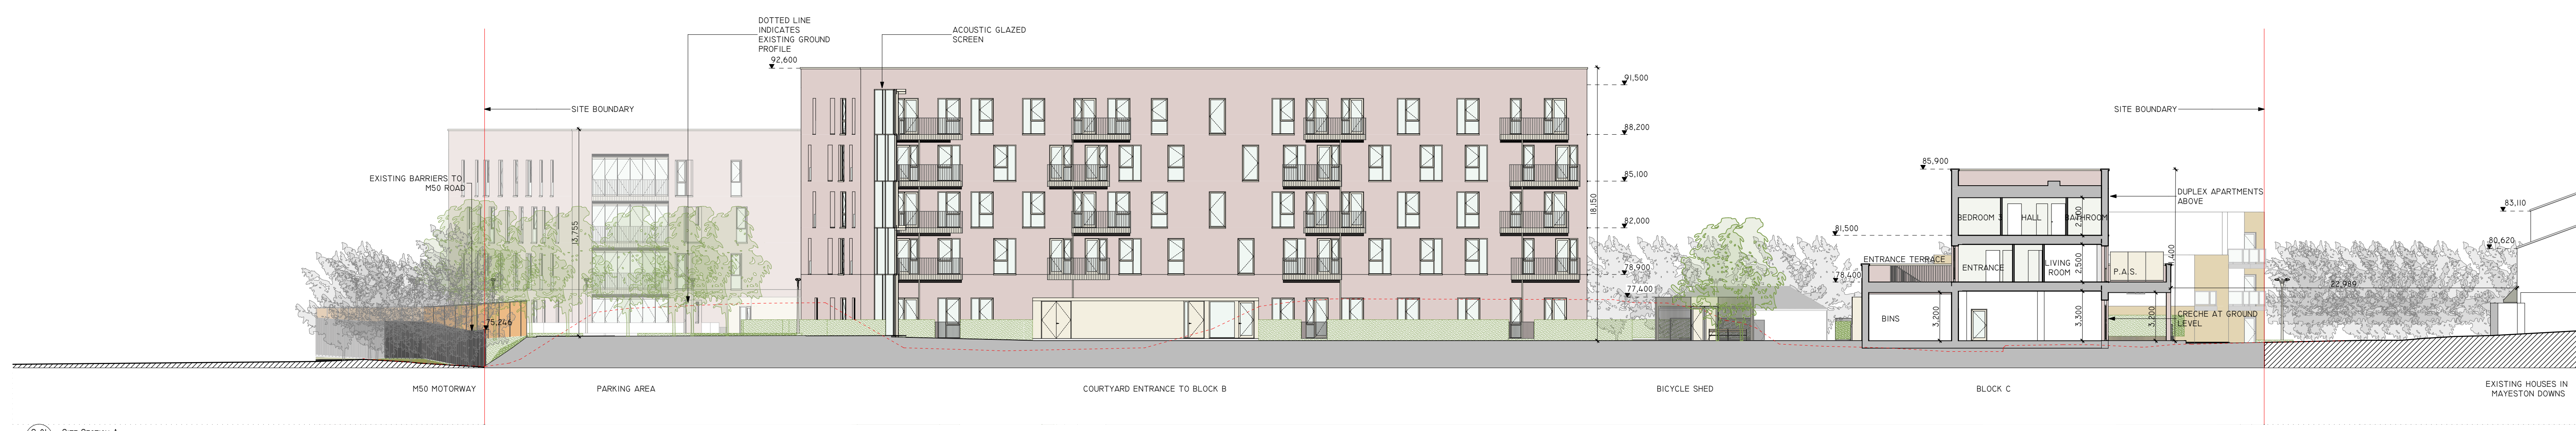 DOTTED LINE
INDICATES
EXISTING GROUND
PROFILE
ACOUSTIC GLAZED
SCREEN
92,600
91,500
SITE BOUNDARY
SITE BOUNDARY
88,200
EXISTING BARRIERS TO
M50 ROAD
85,100
85,900
DUPLEX APARTMENTS
ABOVE
83,110
18,150
13,755
82,000
81,500
BEDROOM 3
HALL
BATHROOM
80,620
78,900
78,400
ENTRANCE TERRACE
ENTRANCE
LIVING
ROOM
2,500
P.A.S.
77,400
22,989
75,246
BINS
3,200
3,300
3,200
CRECHE AT GROUND
LEVEL
M50 MOTORWAY
PARKING AREA
COURTYARD ENTRANCE TO BLOCK B
BICYCLE SHED
BLOCK C
EXISTING HOUSES IN
MAYESTON DOWNS